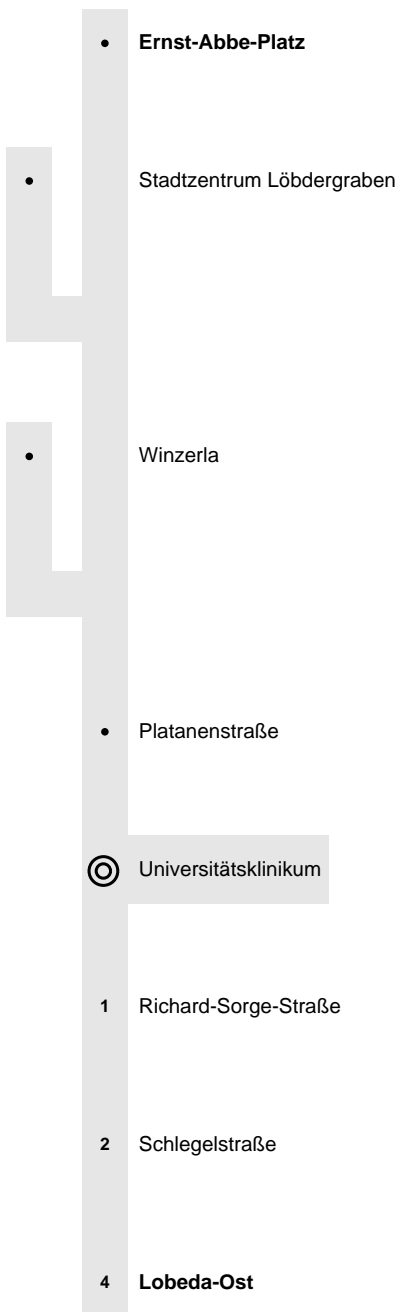 Ernst-Abbe-Platz
Stadtzentrum Löbdergraben
Winzerla
Platanenstraße
Universitätsklinikum
1 Richard-Sorge-Straße
2 Schlegelstraße
4 Lobeda-Ost